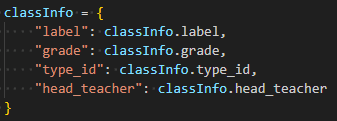 classInfo = {
    "label": classInfo.label,
    "grade": classInfo.grade,
    "type_id": classInfo.type_id,
    "head_teacher": classInfo.head_teacher
}